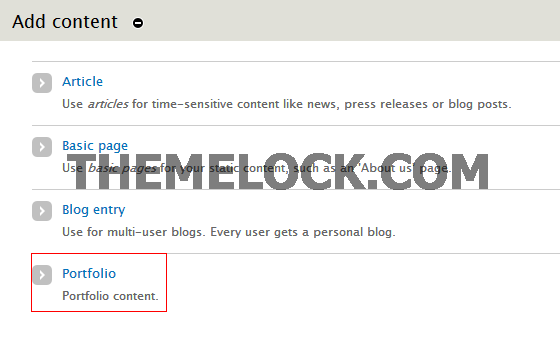 Add content
Article
Use articles for time-sensitive content like news, press releases or blog posts.
Basic page
Use basic pages for your static content, such as an 'About us' page.
THEMELOCK.COM
Blog entry
Use for multi-user blogs. Every user gets a personal blog.
Portfolio
Portfolio content.